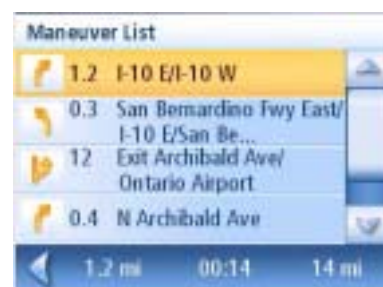 Maneuver List
1.2 I-10 E/I-10 W
0.3 San Bernardino Fwy East/
I-10 E/San Be...
12 Exit Archibald Ave/
Ontario Airport
0.4 N Archibald Ave
1.2 mi 00:14 14 mi